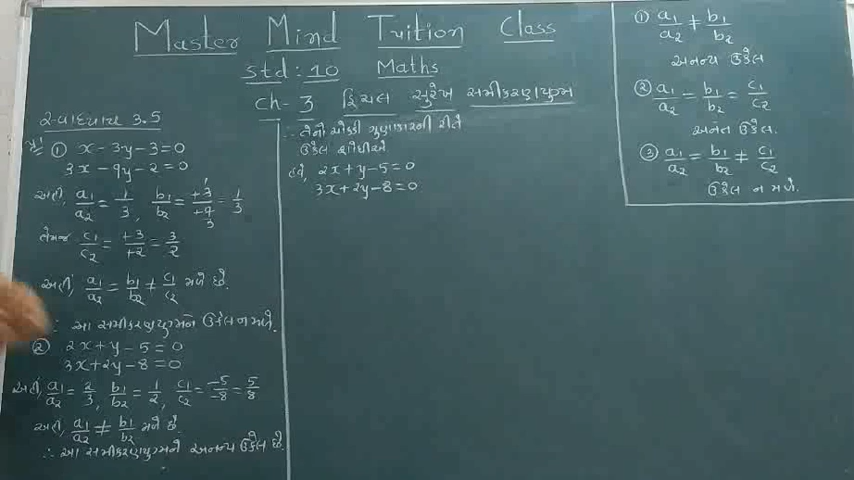 Master Mind Tuition Class
std: 10 Maths
ch- 3 દ્વિચલ સુરેખ સમીકરણયુગ્મ
સ્વાધ્યાય 3.5
① x - 3y - 3 = 0
3x - 9y - 2 = 0
અહીં, a₁/a₂ = 1/3, b₁/b₂ = +3/+9 = 1/3
તેમજ c₁/c₂ = +3/+2 = 3/2
અહીં, a₁/a₂ = b₁/b₂ ≠ c₁/c₂ મળે છે.
∴ આ સમીકરણયુગ્મને ઉકેલ ન મળે.
② 2x + y - 5 = 0
3x + 2y - 8 = 0
અહીં, a₁/a₂ = 2/3, b₁/b₂ = 1/2, c₁/c₂ = -5/-8 = 5/8
અહીં, a₁/a₂ ≠ b₁/b₂ મળે છે.
∴ આ સમીકરણયુગ્મને અનન્ય ઉકેલ છે.
∴ તેનો ચોકડી ગુણાકારની રીતે
ઉકેલ શોધીએ
હવે, 2x + y - 5 = 0
3x + 2y - 8 = 0
① a₁/a₂ ≠ b₁/b₂
અનન્ય ઉકેલ
② a₁/a₂ = b₁/b₂ = c₁/c₂
અનંત ઉકેલ.
③ a₁/a₂ = b₁/b₂ ≠ c₁/c₂
ઉકેલ ન મળે.